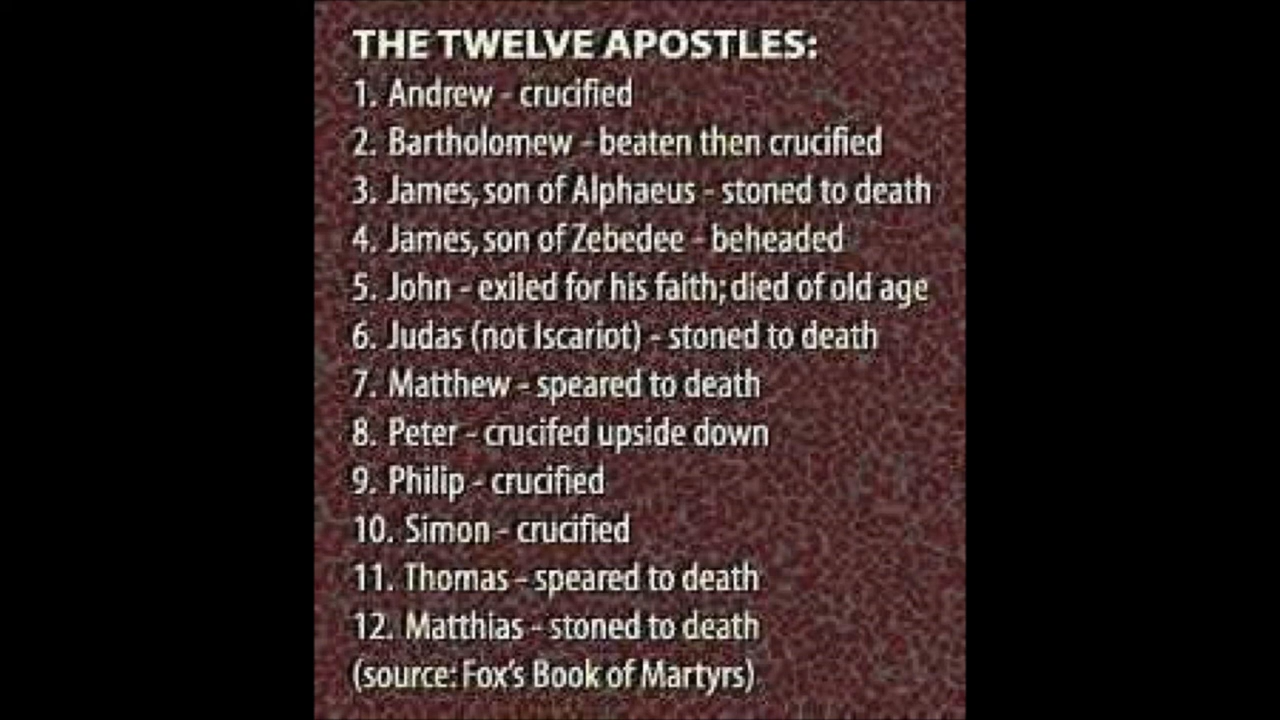 THE TWELVE APOSTLES:
1. Andrew - crucified
2. Bartholomew - beaten then crucified
3. James, son of Alphaeus - stoned to death
4. James, son of Zebedee - beheaded
5. John - exiled for his faith; died of old age
6. Judas (not Iscariot) - stoned to death
7. Matthew - speared to death
8. Peter - crucifed upside down
9. Philip - crucified
10. Simon - crucified
11. Thomas - speared to death
12. Matthias - stoned to death
(source: Fox's Book of Martyrs)